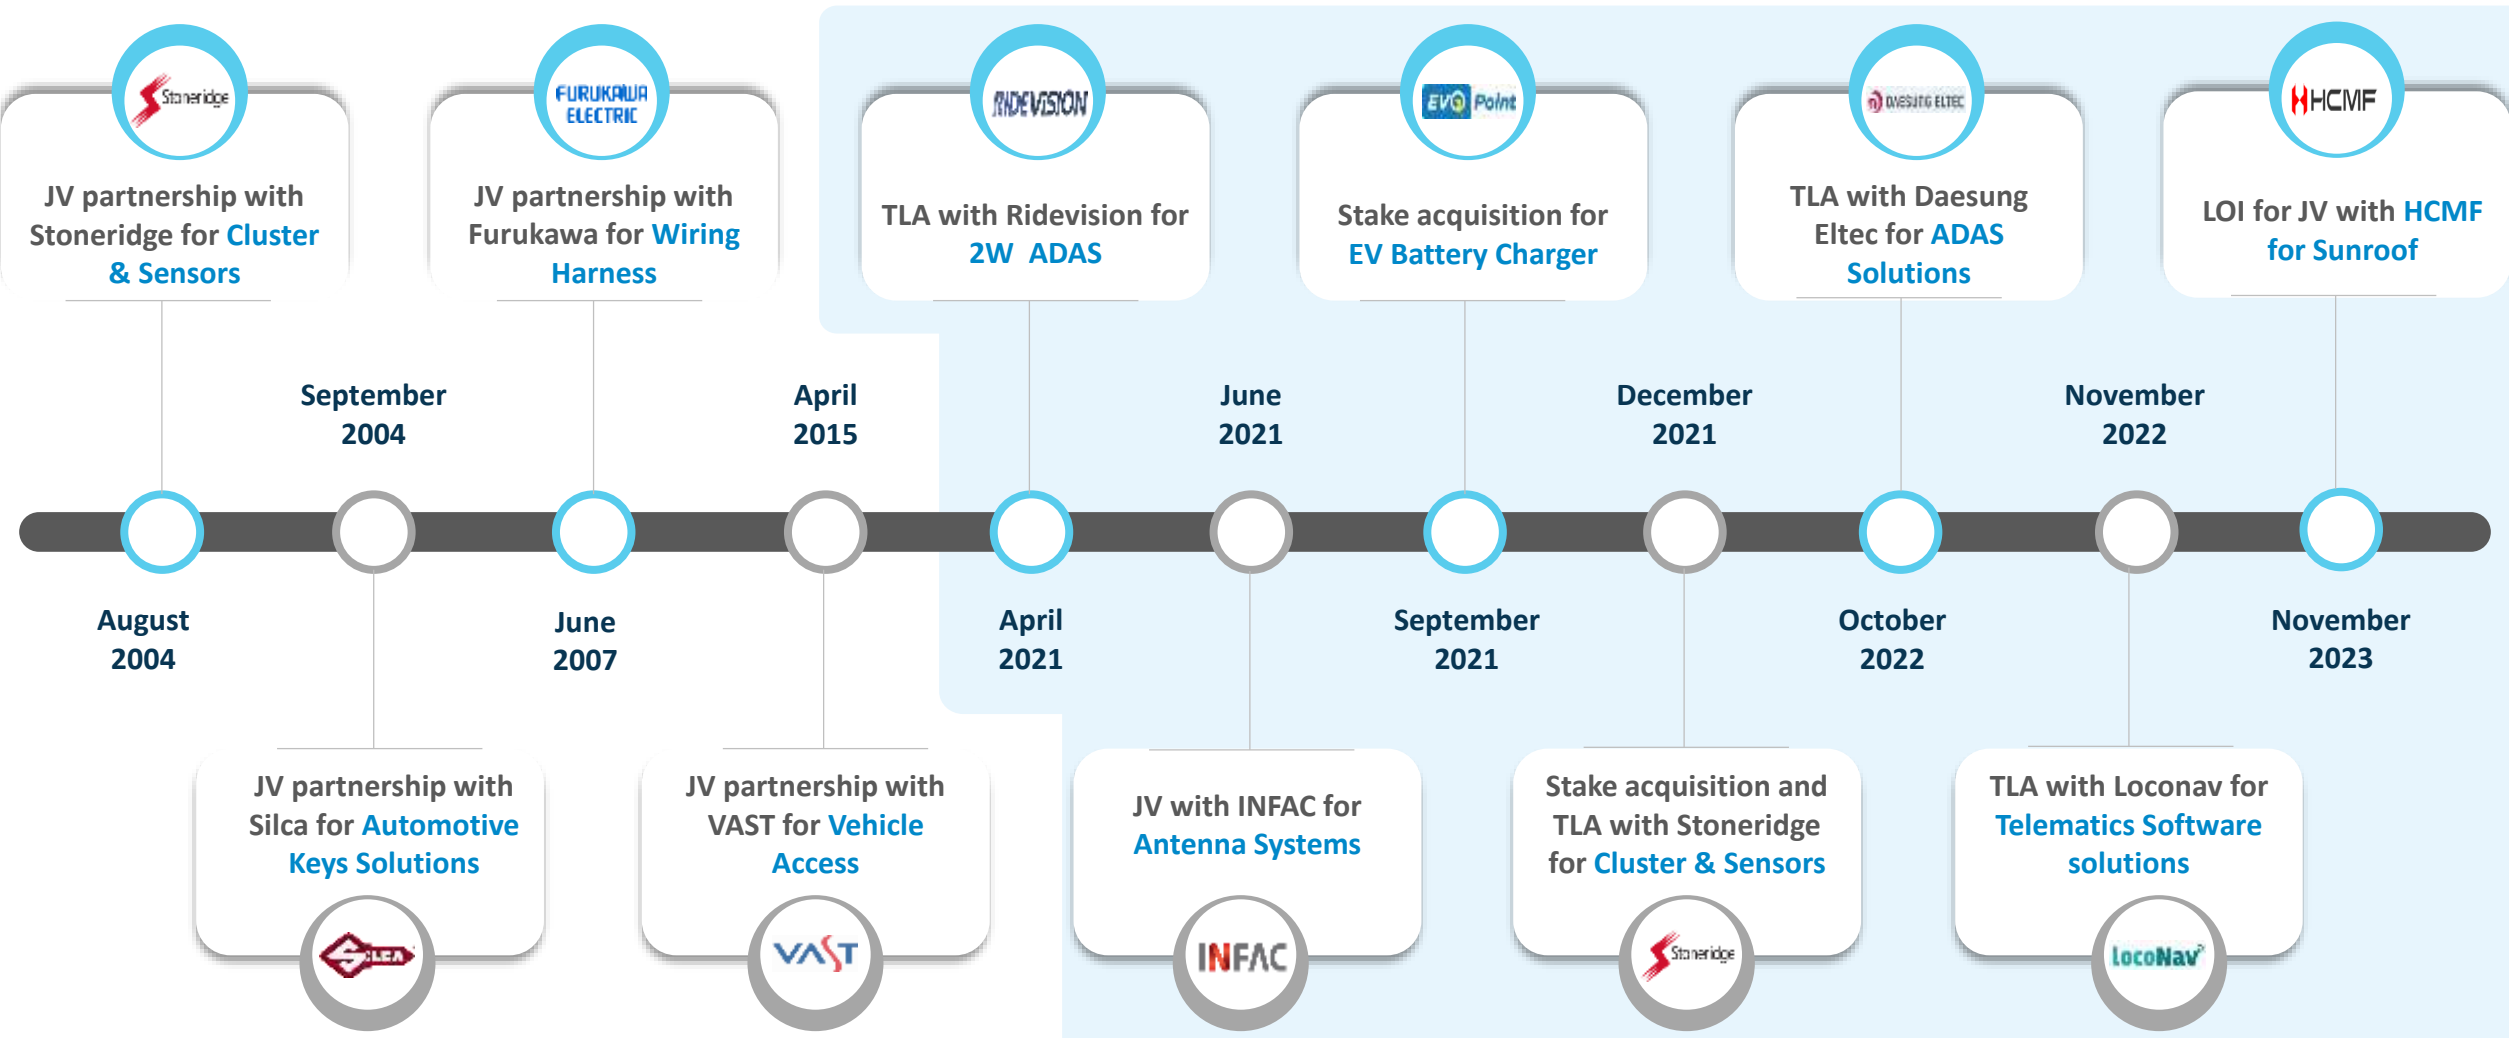 Stoneridge
JV partnership with
Stoneridge for Cluster
& Sensors
FURUKAWA
ELECTRIC
JV partnership with
Furukawa for Wiring
Harness
RIDEVISION
TLA with Ridevision for
2W ADAS
EVQ Point
Stake acquisition for
EV Battery Charger
DAESUNG ELTEC
TLA with Daesung
Eltec for ADAS
Solutions
HCMF
LOI for JV with HCMF
for Sunroof
September
2004
April
2015
June
2021
December
2021
November
2022
August
2004
June
2007
April
2021
September
2021
October
2022
November
2023
JV partnership with
Silca for Automotive
Keys Solutions
SILCA
JV partnership with
VAST for Vehicle
Access
VAST
JV with INFAC for
Antenna Systems
INFAC
Stake acquisition and
TLA with Stoneridge
for Cluster & Sensors
Stoneridge
TLA with Loconav for
Telematics Software
solutions
LocoNav